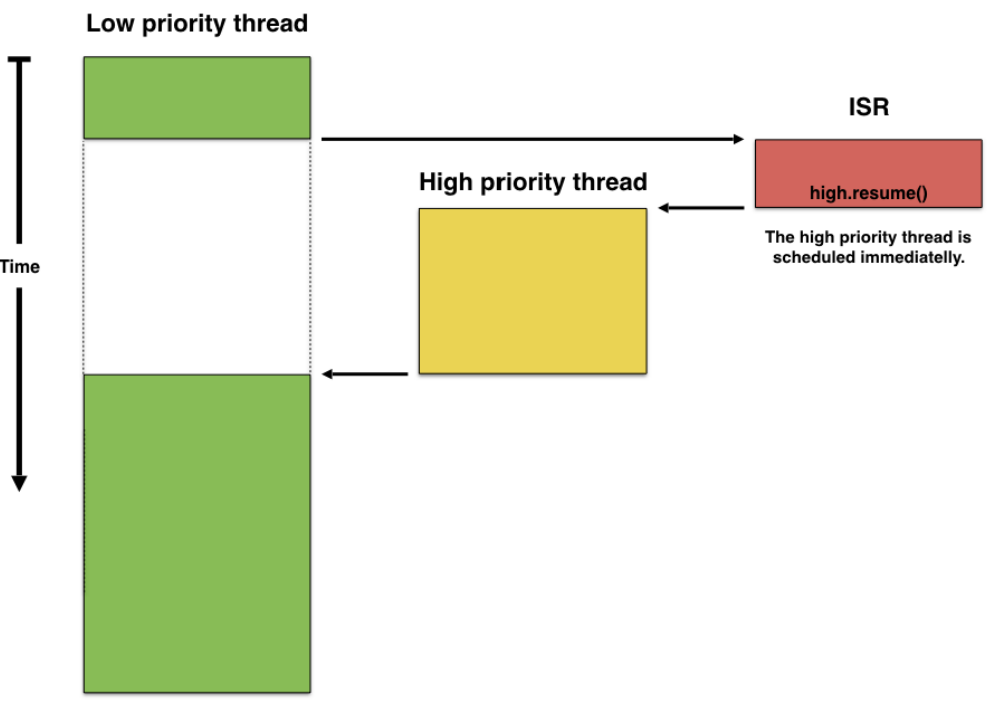 Low priority thread
ISR
High priority thread
high.resume()
The high priority thread is
scheduled immediatelly.
Time